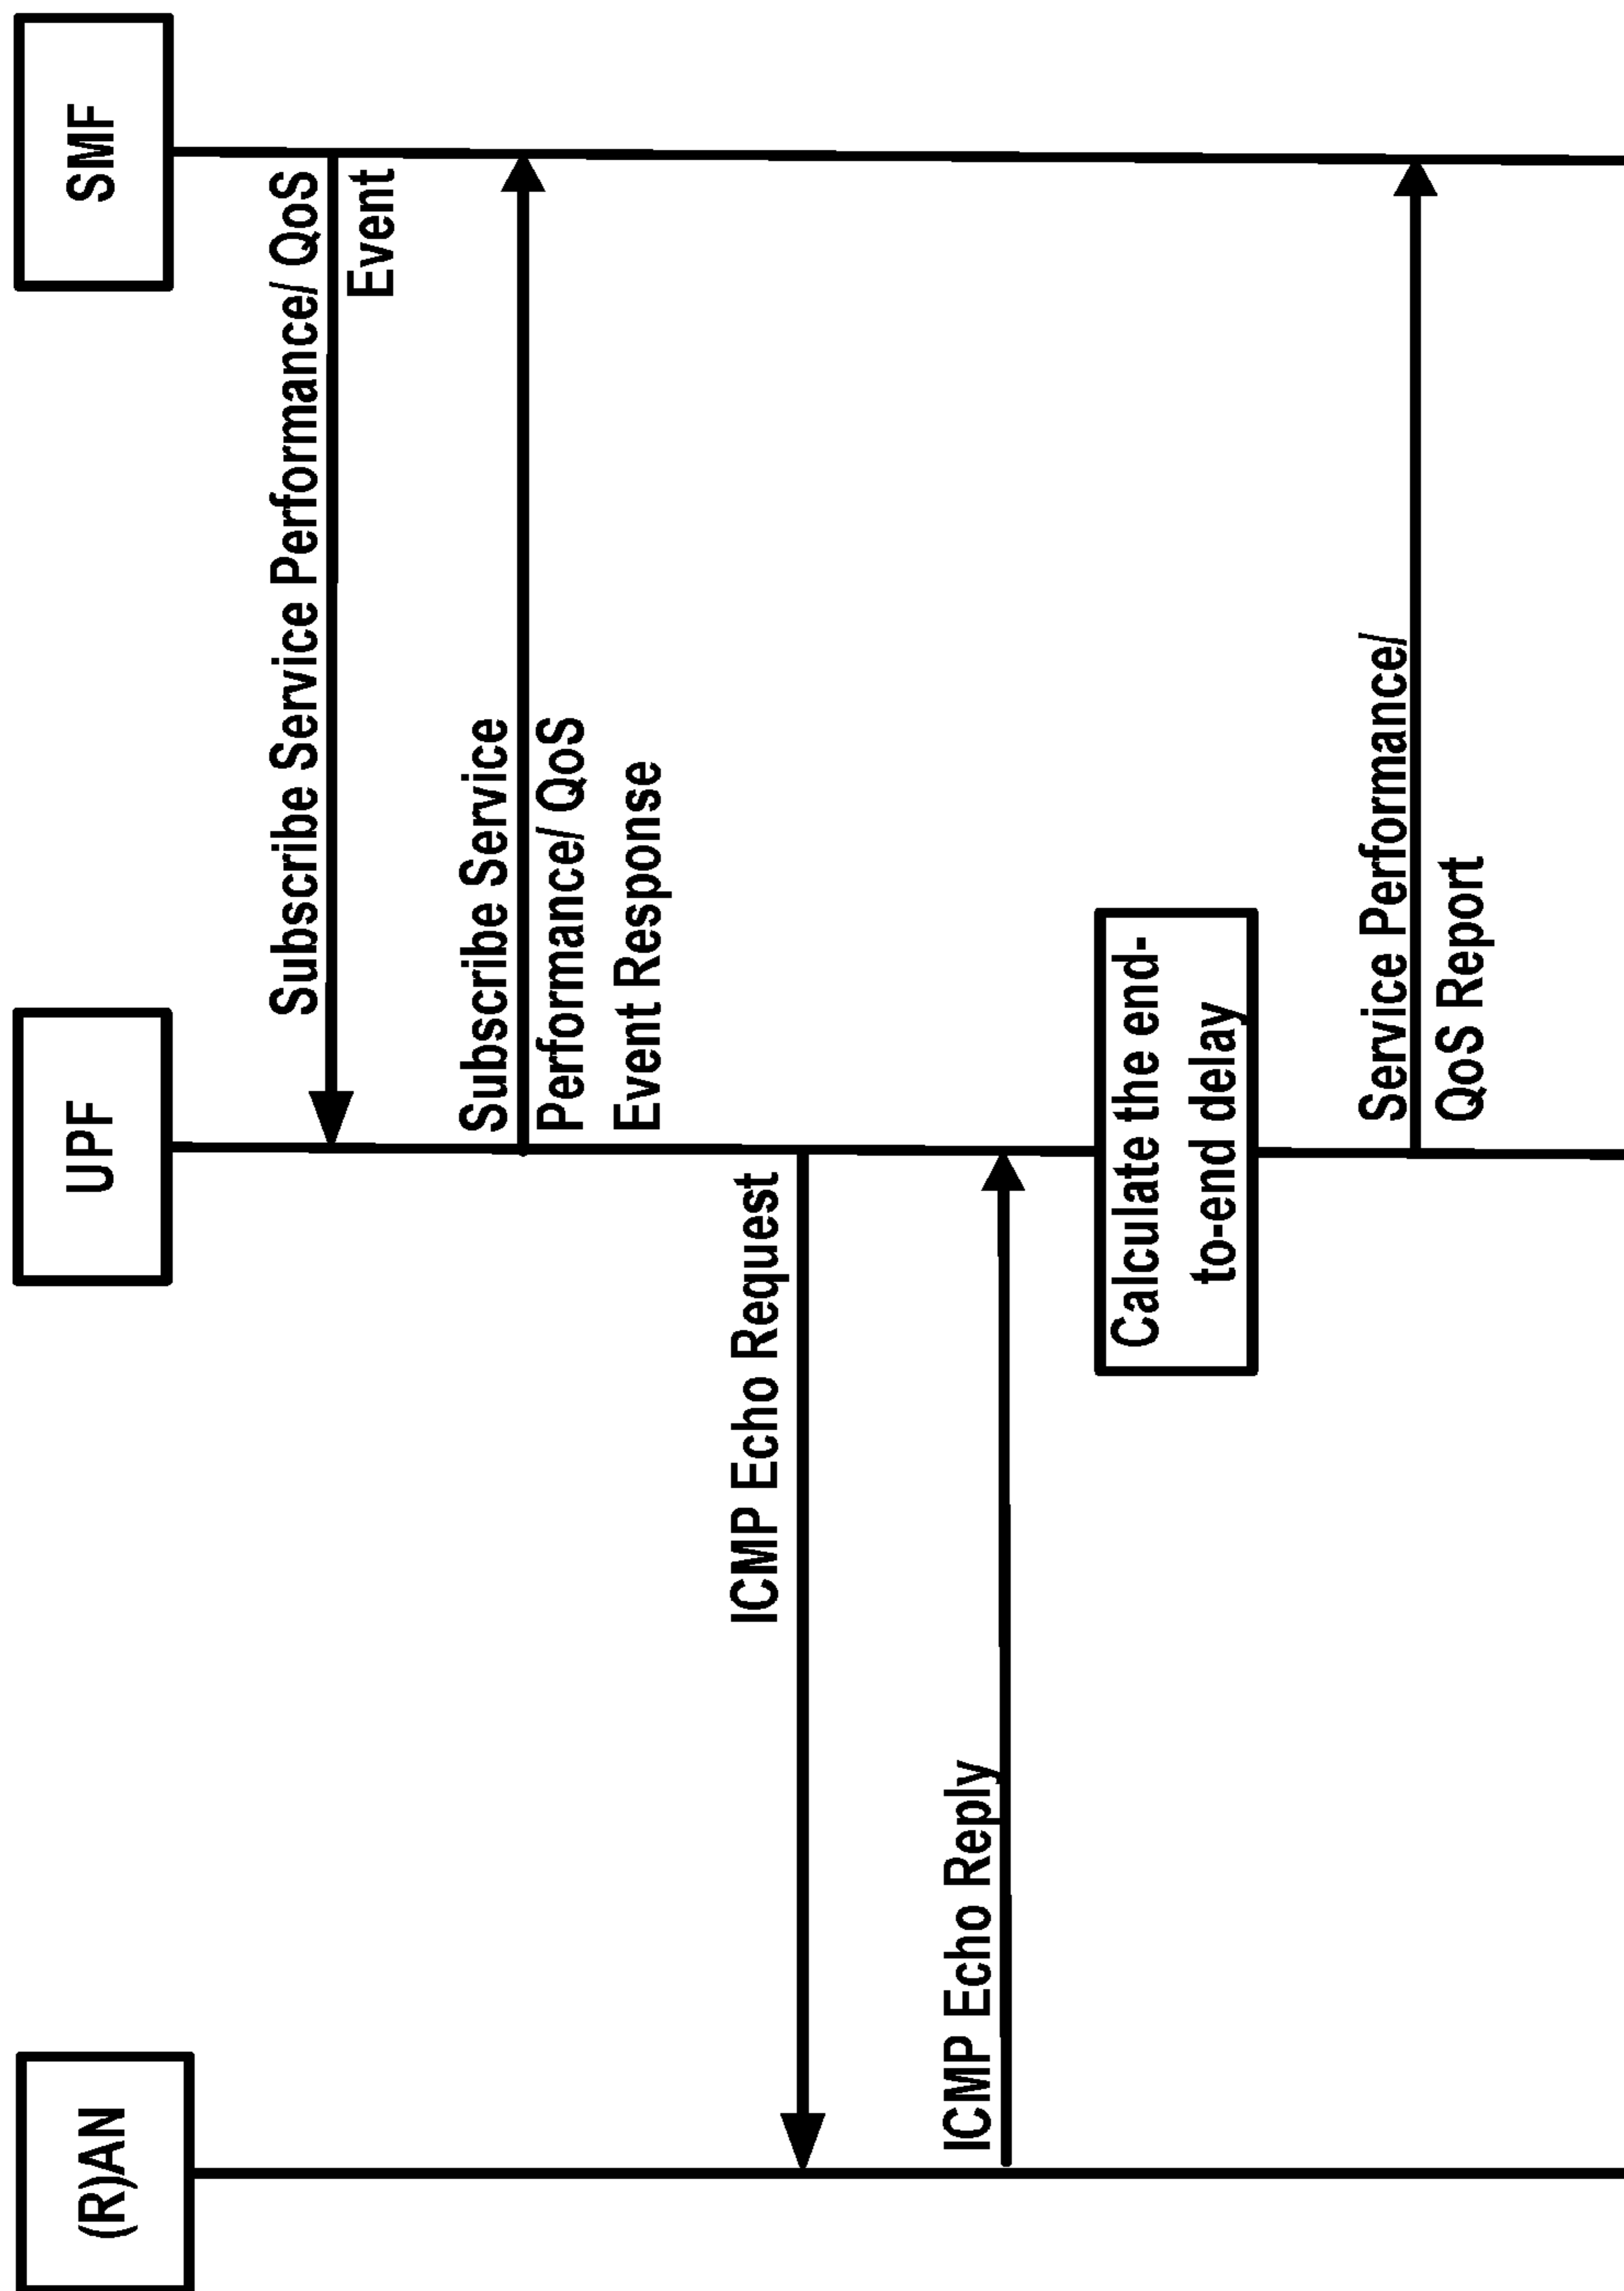 (R)AN
UPF
SMF
Subscribe Service Performance/ QoS
Event
Subscribe Service
Performance/ QoS
Event Response
ICMP Echo Request
ICMP Echo Reply
Calculate the end-
to-end delay
Service Performance/
QoS Report